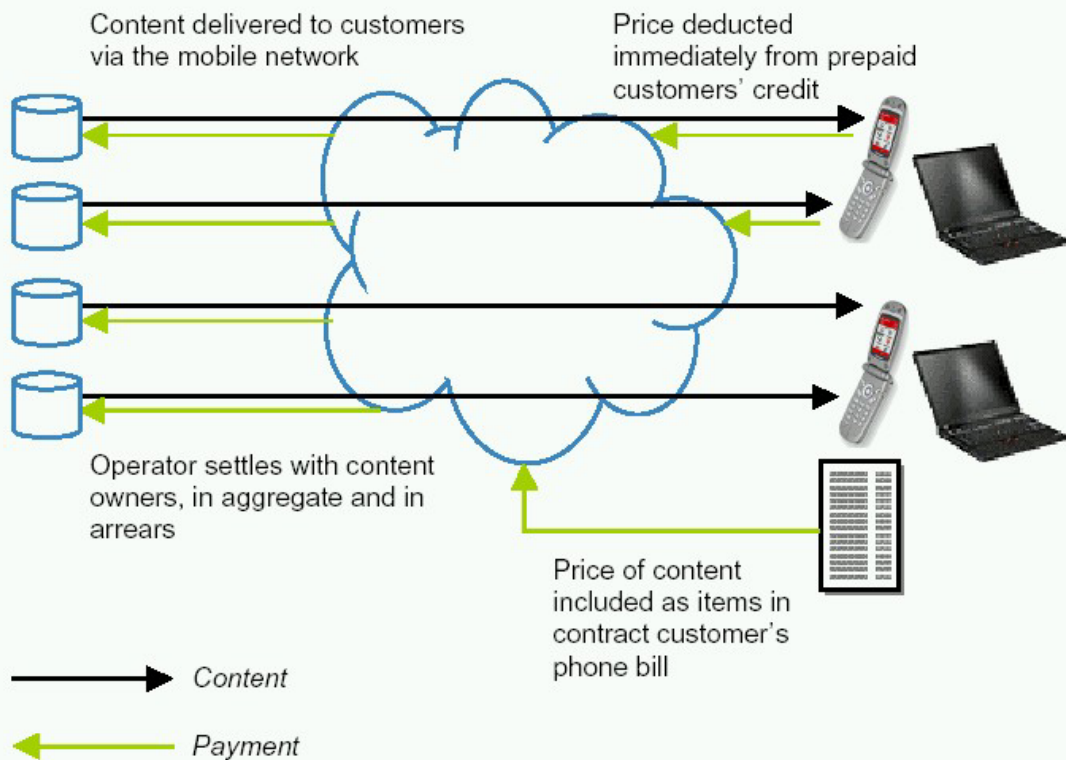 Content delivered to customers
via the mobile network
Price deducted
immediately from prepaid
customers’ credit
Operator settles with content
owners, in aggregate and in
arrears
Price of content
included as items in
contract customer’s
phone bill
Content
Payment